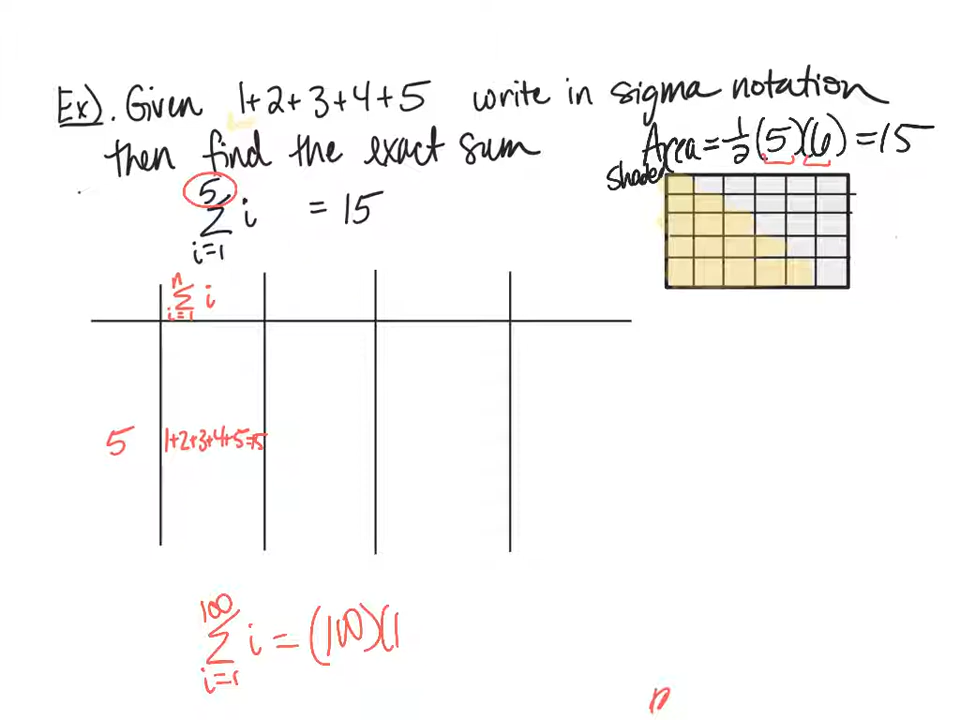 Ex). Given 1+2+3+4+5 write in sigma notation
then find the exact sum
Area = 1/2 (5)(6) = 15
shaded
5
Σ i = 15
i=1
n
Σ i
i=1
5 1+2+3+4+5=15
100
Σ i = (100)(1
i=1
n